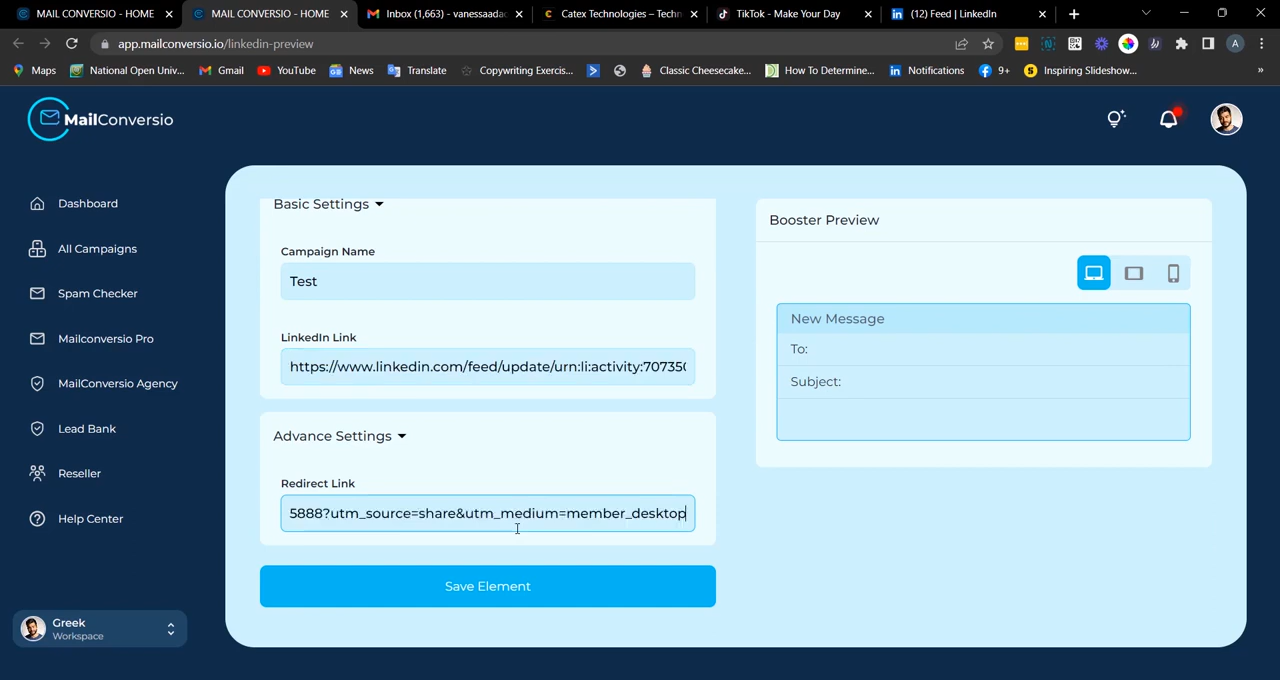 MAIL CONVERSIO - HOME
MAIL CONVERSIO - HOME
Inbox (1,663) - vanessaada
Catex Technologies – Techn
TikTok - Make Your Day
(12) Feed | LinkedIn
app.mailconversio.io/linkedin-preview
A
Maps
National Open Univ...
Gmail
YouTube
News
Translate
Copywriting Exercis...
Classic Cheesecake...
How To Determine...
Notifications
9+
Inspiring Slideshow...
MailConversio
Dashboard
All Campaigns
Spam Checker
Mailconversio Pro
MailConversio Agency
Lead Bank
Reseller
Help Center
Greek
Workspace
Basic Settings
Campaign Name
Test
LinkedIn Link
https://www.linkedin.com/feed/update/urn:li:activity:70735
Advance Settings
Redirect Link
5888?utm_source=share&utm_medium=member_desktop
Save Element
Booster Preview
New Message
To:
Subject: